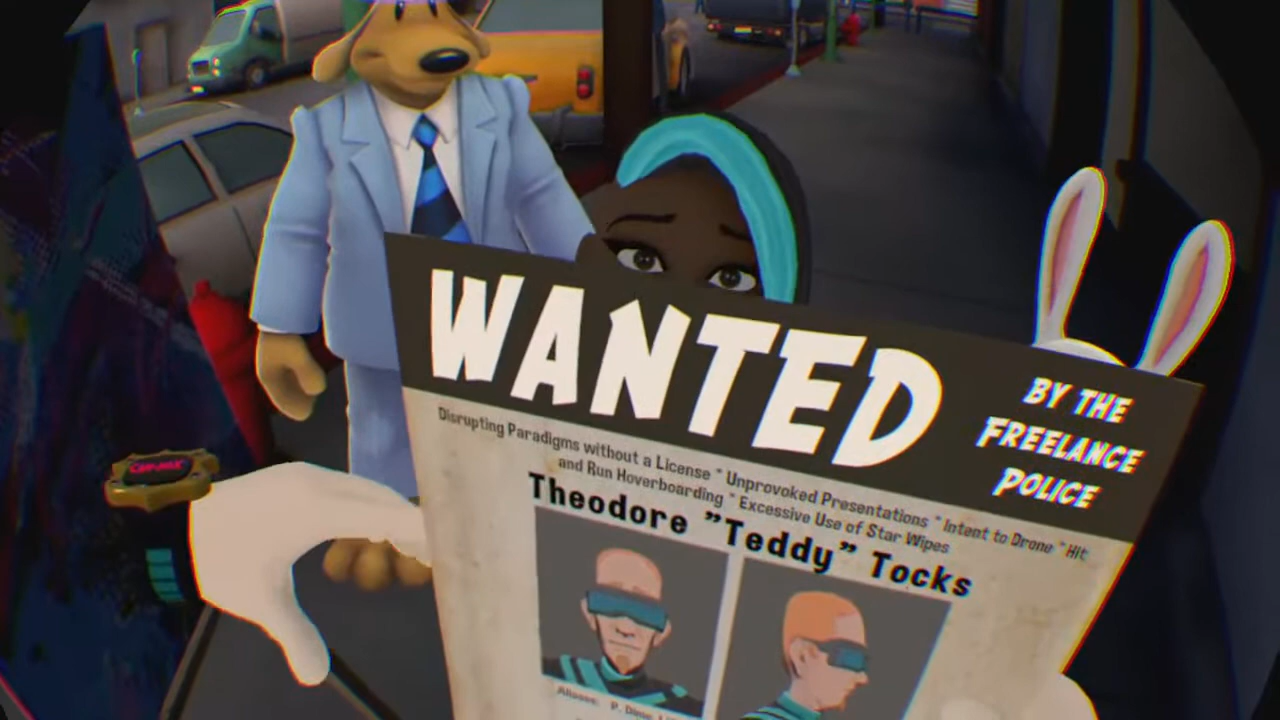 WANTED
BY THE
FREELANCE
POLICE
Disrupting Paradigms without a License * Unprovoked Presentations * Intent to Drone * Hit
and Run Hoverboarding * Excessive Use of Star Wipes
Theodore "Teddy" Tocks